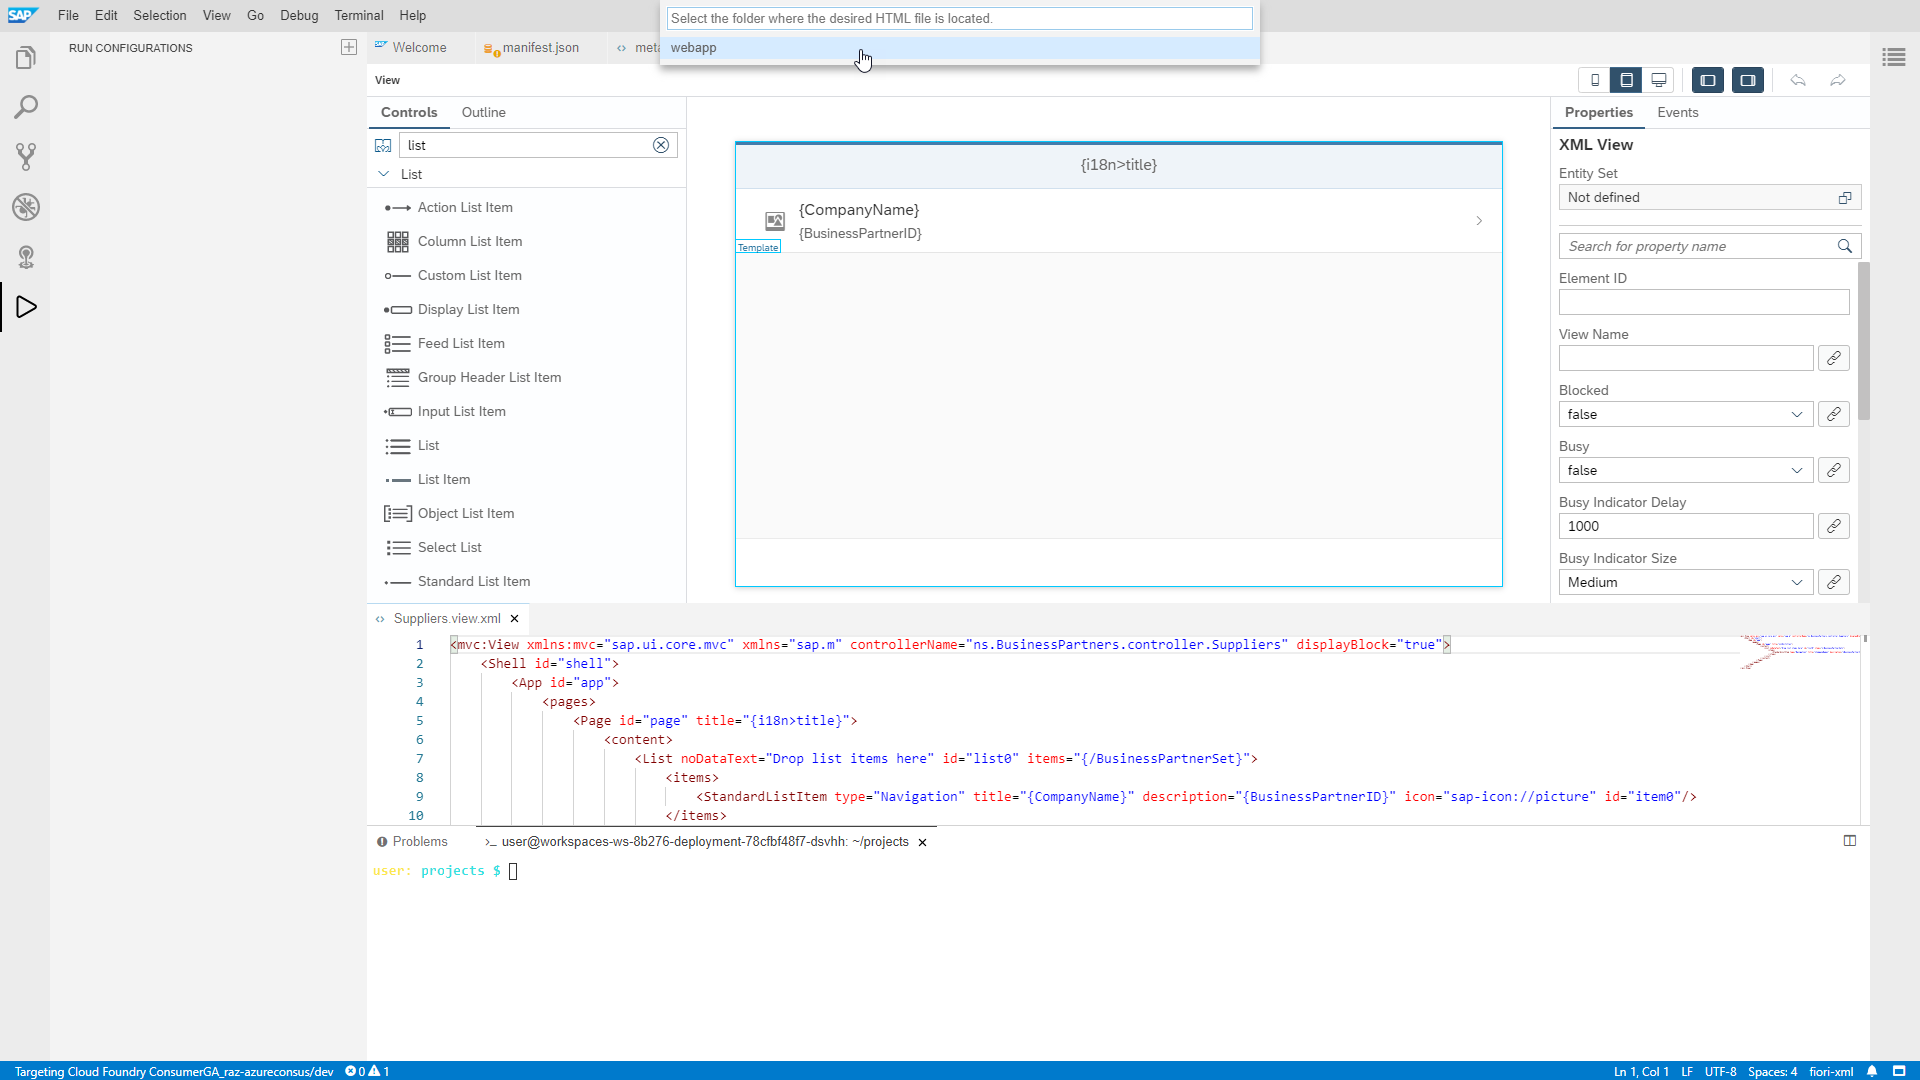 SAP File Edit Selection View Go Debug Terminal Help
Select the folder where the desired HTML file is located.
webapp
RUN CONFIGURATIONS
Welcome manifest.json meta
View
Controls Outline
list
List
Action List Item
Column List Item
Custom List Item
Display List Item
Feed List Item
Group Header List Item
Input List Item
List
List Item
Object List Item
Select List
Standard List Item
{i18n>title}
{CompanyName}
{BusinessPartnerID}
Template
Properties Events
XML View
Entity Set
Not defined
Search for property name
Element ID
View Name
Blocked
false
Busy
false
Busy Indicator Delay
1000
Busy Indicator Size
Medium
Suppliers.view.xml
1 <mvc:View xmlns:mvc="sap.ui.core.mvc" xmlns="sap.m" controllerName="ns.BusinessPartners.controller.Suppliers" displayBlock="true">
2 <Shell id="shell">
3 <App id="app">
4 <pages>
5 <Page id="page" title="{i18n>title}">
6 <content>
7 <List noDataText="Drop list items here" id="list0" items="{/BusinessPartnerSet}">
8 <items>
9 <StandardListItem type="Navigation" title="{CompanyName}" description="{BusinessPartnerID}" icon="sap-icon://picture" id="item0"/>
10 </items>
Problems >_ user@workspaces-ws-8b276-deployment-78cfbf48f7-dsvhh: ~/projects
user: projects $
Targeting Cloud Foundry ConsumerGA_raz-azureconsus/dev 0 1 Ln 1, Col 1 LF UTF-8 Spaces: 4 fiori-xml